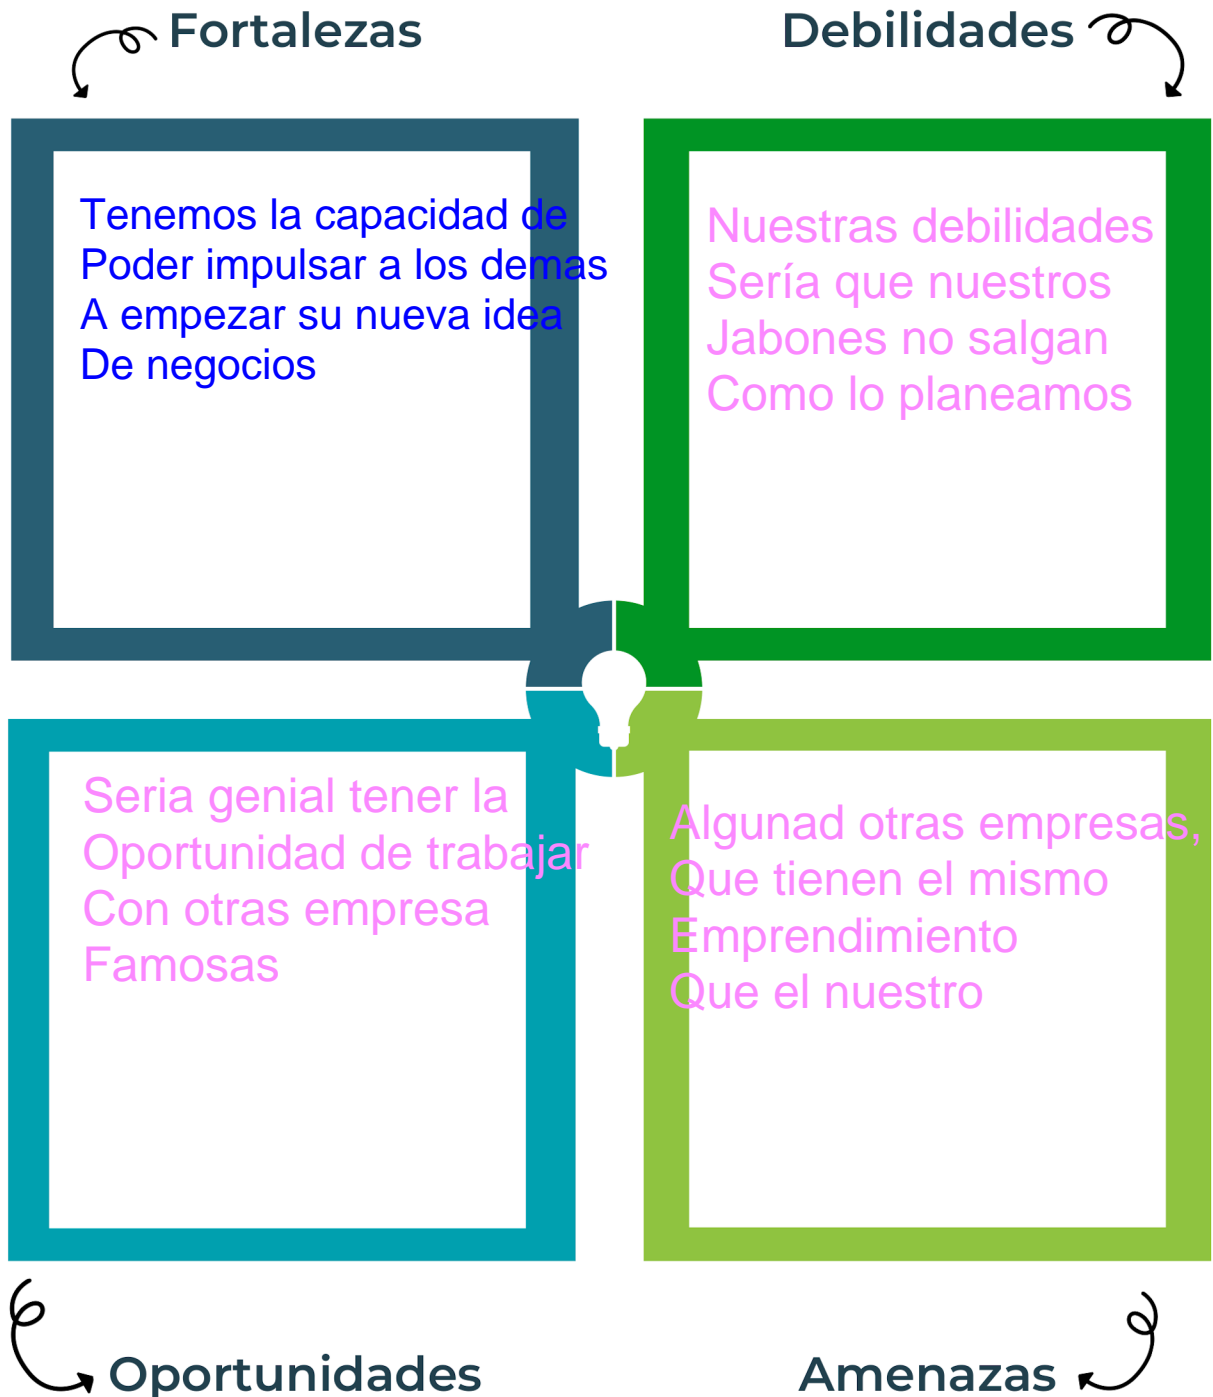 Fortalezas
Debilidades
Tenemos la capacidad de
Poder impulsar a los demas
A empezar su nueva idea
De negocios
Nuestras debilidades
Sería que nuestros
Jabones no salgan
Como lo planeamos
Seria genial tener la
Oportunidad de trabajar
Con otras empresa
Famosas
Algunad otras empresas,
Que tienen el mismo
Emprendimiento
Que el nuestro
Oportunidades
Amenazas